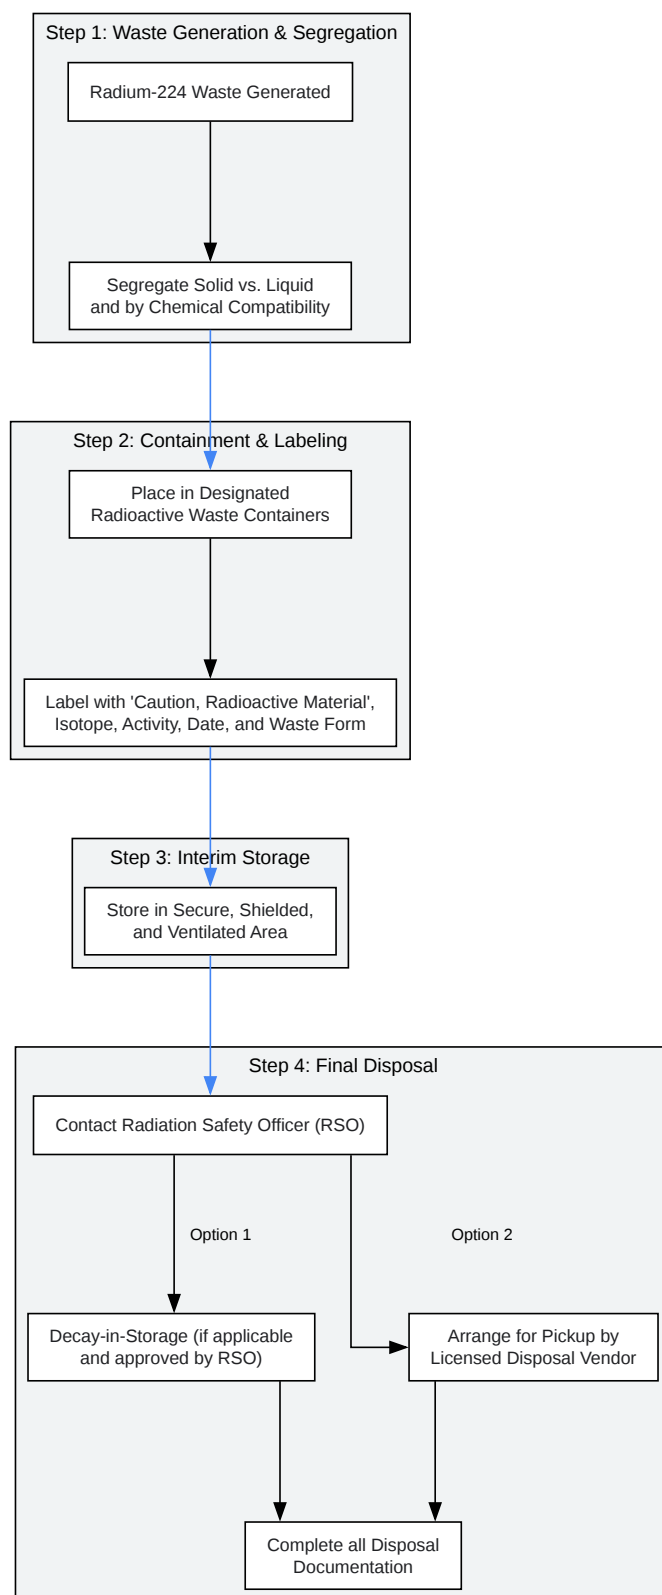 Step 1: Waste Generation & Segregation
Radium-224 Waste Generated
Segregate Solid vs. Liquid
and by Chemical Compatibility
Step 2: Containment & Labeling
Place in Designated
Radioactive Waste Containers
Label with 'Caution, Radioactive Material',
Isotope, Activity, Date, and Waste Form
Step 3: Interim Storage
Store in Secure, Shielded,
and Ventilated Area
Step 4: Final Disposal
Contact Radiation Safety Officer (RSO)
Option 1
Option 2
Decay-in-Storage (if applicable
and approved by RSO)
Arrange for Pickup by
Licensed Disposal Vendor
Complete all Disposal
Documentation